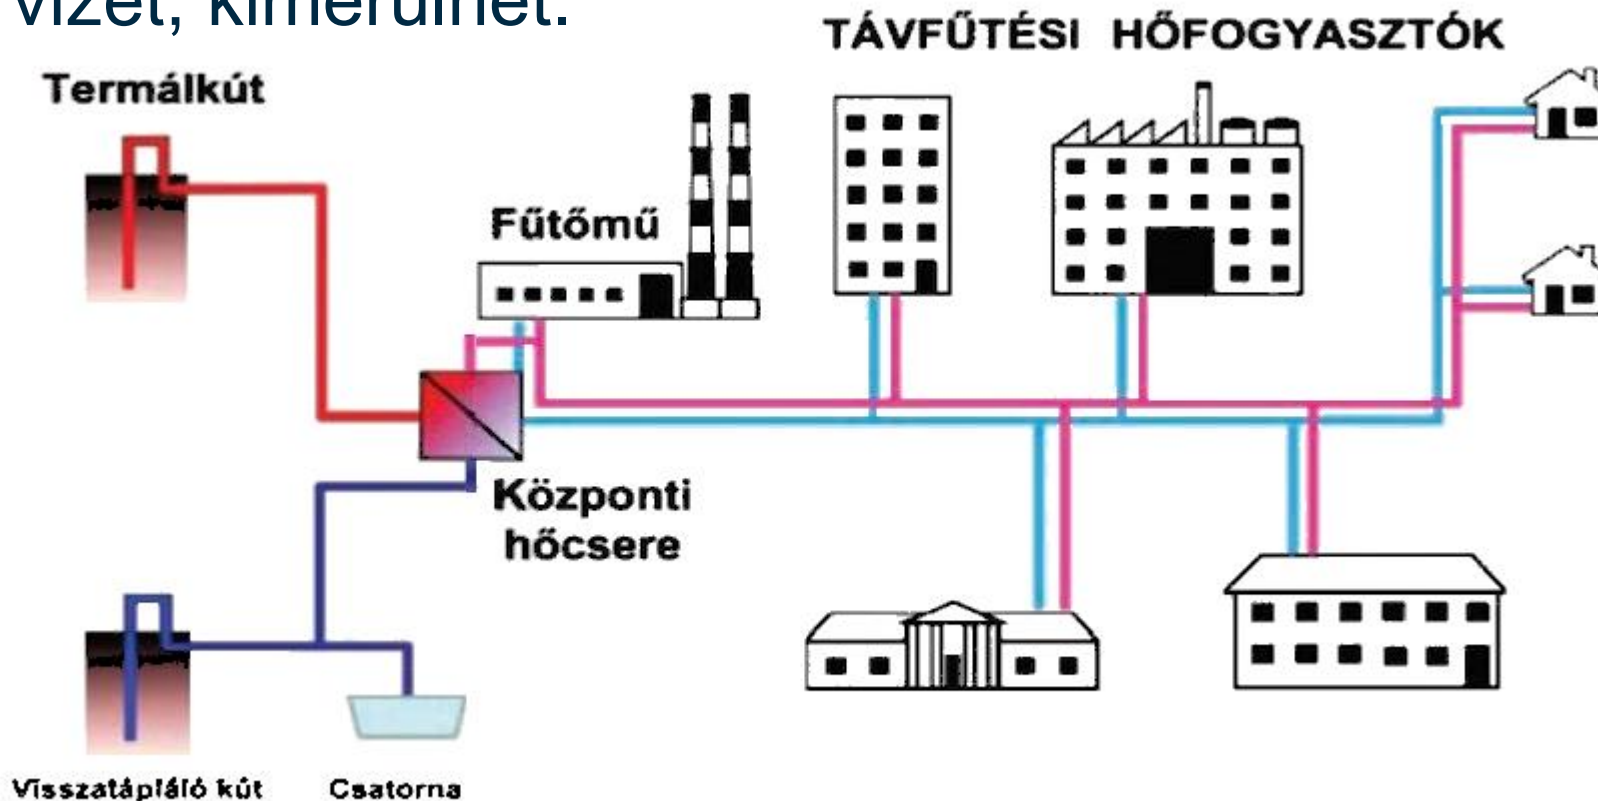 vizet, kimerülhet.
TÁVFŰTÉSI HŐFOGYASZTÓK
Termálkút
Fűtőmű
Központi
hőcsere
Visszatápláló kút
Csatorna